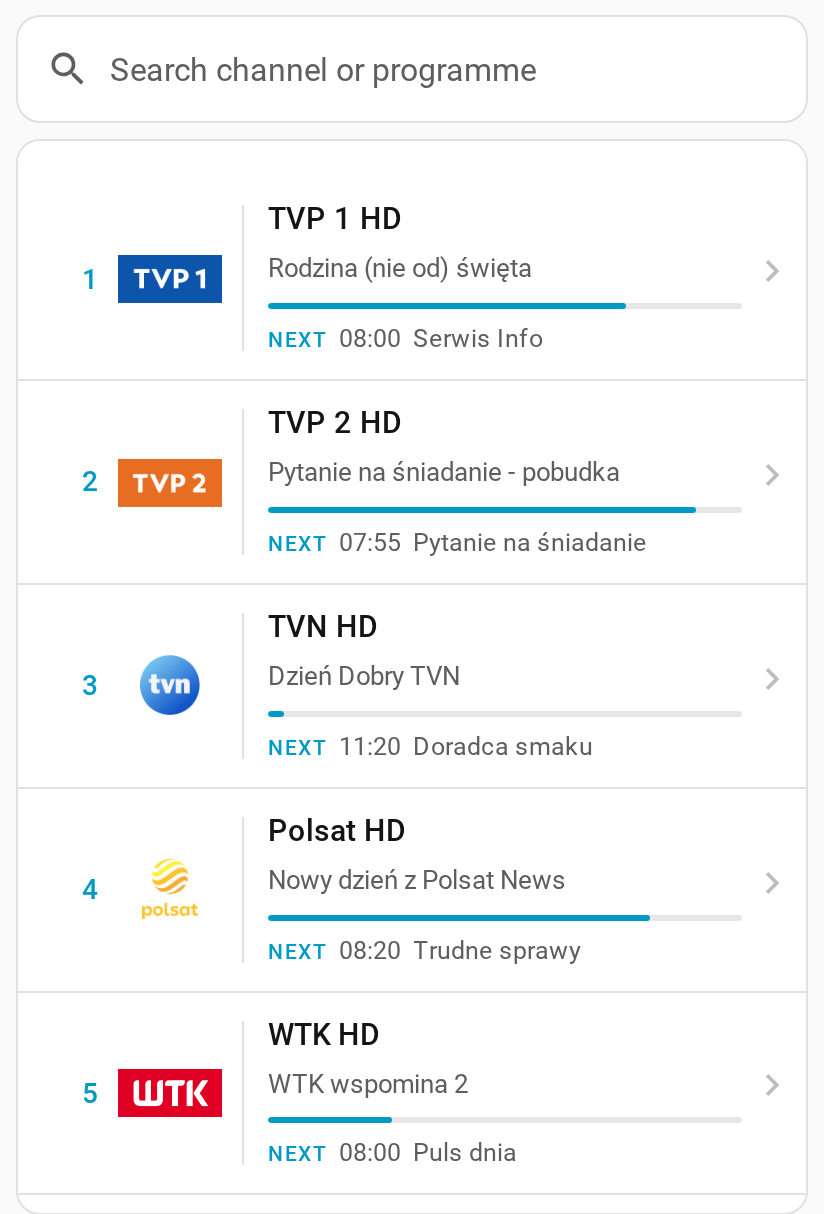 Search channel or programme
TVP 1 HD
1 TVP 1 Rodzina (nie od) święta
NEXT 08:00 Serwis Info
TVP 2 HD
2 TVP 2 Pytanie na śniadanie - pobudka
NEXT 07:55 Pytanie na śniadanie
TVN HD
3 tvn Dzień Dobry TVN
NEXT 11:20 Doradca smaku
Polsat HD
4 polsat Nowy dzień z Polsat News
NEXT 08:20 Trudne sprawy
WTK HD
5 WTK WTK wspomina 2
NEXT 08:00 Puls dnia